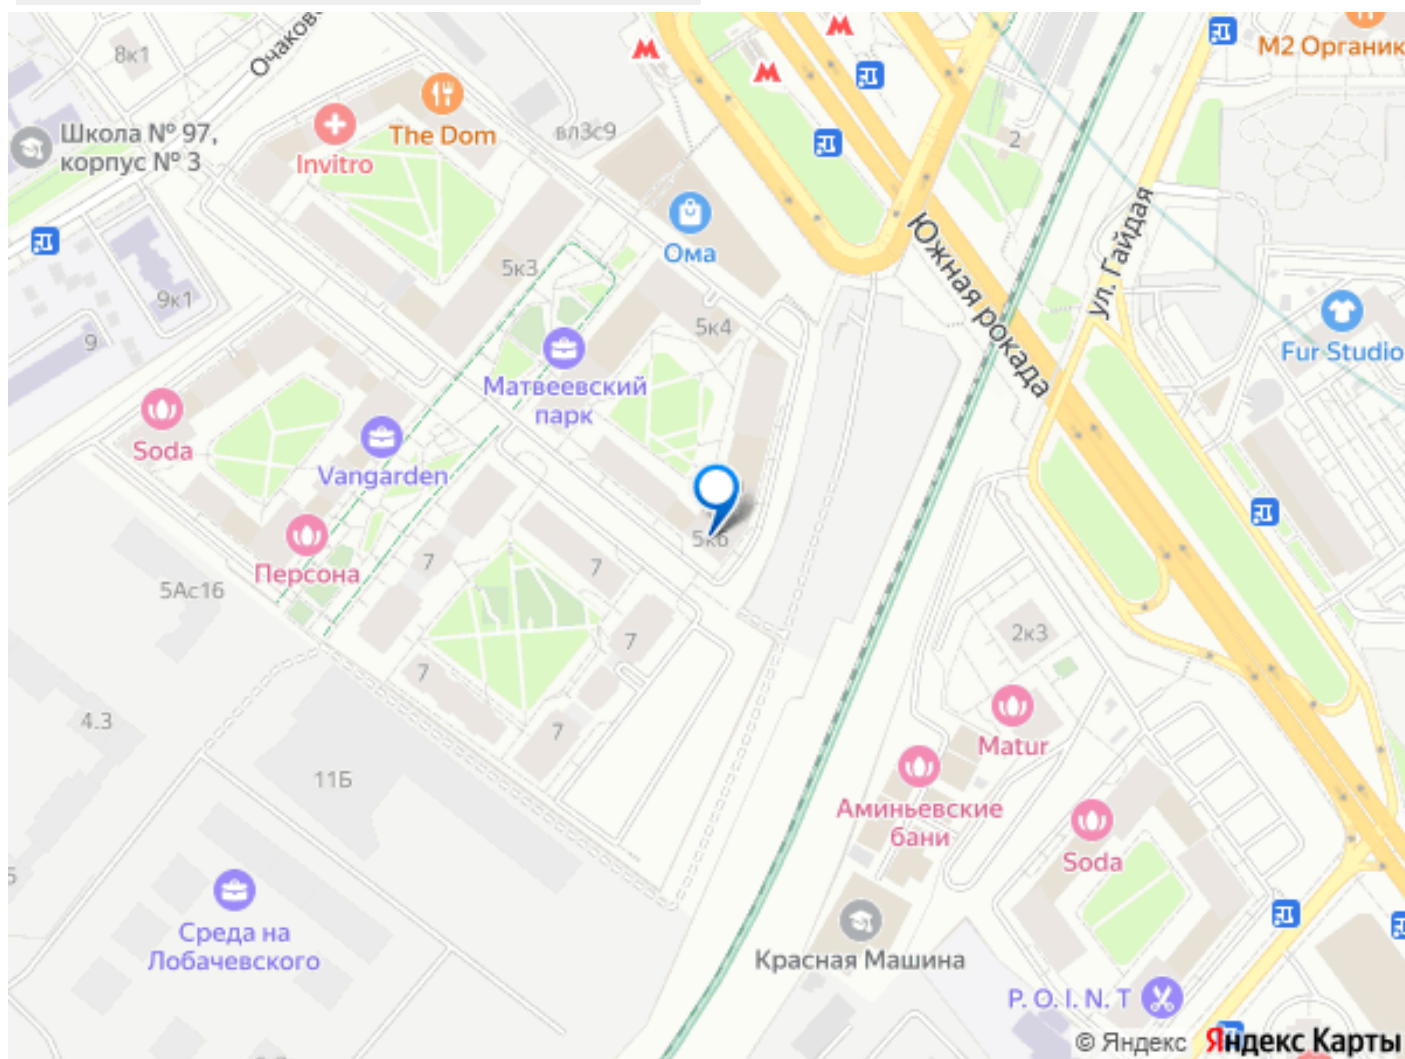 Очаково
8к1
М2 Органик
The Dom
Школа № 97,
корпус № 3
Invitro
вл3с9
2
Ома
Южная рокада
ул. Гайдая
5к3
9к1
9
5к4
Fur Studio
Матвеевский
парк
Soda
Vangarden
5к6
Персона
5Ас16
7
7
7
7
7
2к3
4.3
11Б
Matur
Аминьевские
бани
Soda
5
Среда на
Лобачевского
Красная Машина
P. O. I. N. T
© Яндекс Яндекс Карты